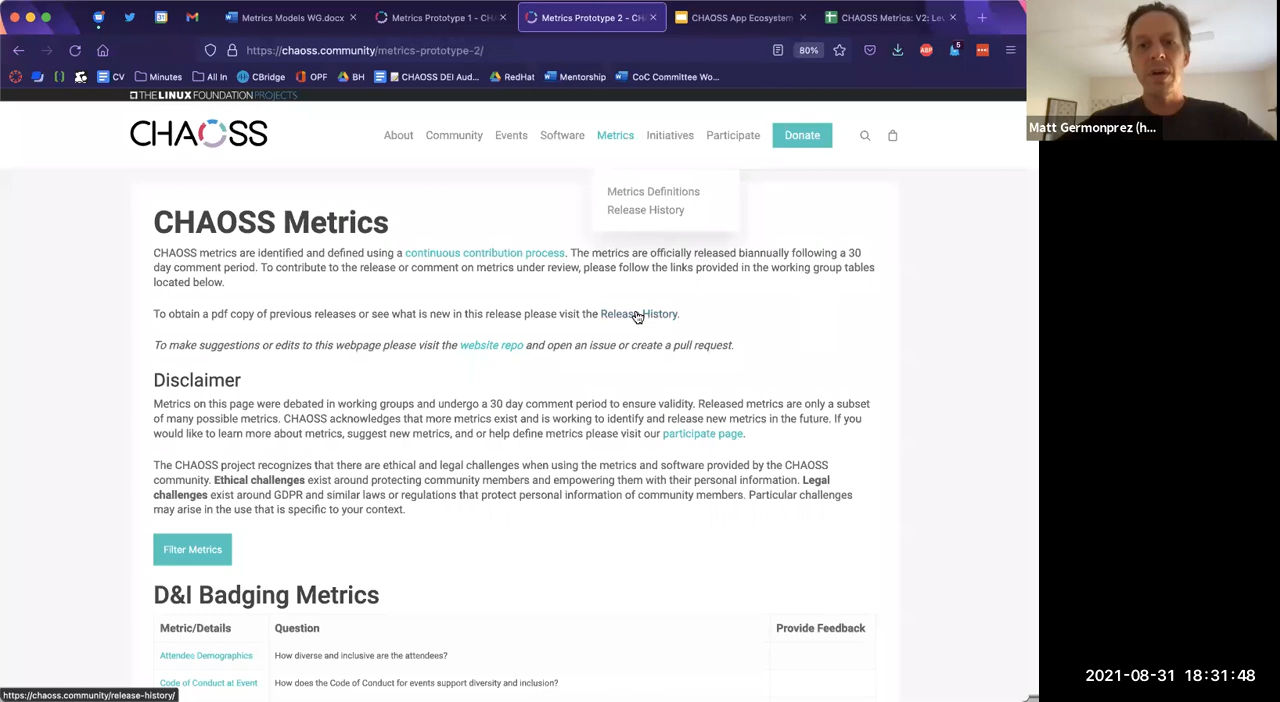 Metrics Models WG.docx
Metrics Prototype 1 - CHA
Metrics Prototype 2 - CH
CHAOSS App Ecosystem
CHAOSS Metrics: V2: Lev
https://chaoss.community/metrics-prototype-2/
80%
ABP
5
CV
Minutes
All In
CBridge
OPF
BH
CHAOSS DEI Aud...
RedHat
Mentorship
CoC Committee Wo...
THE LINUX FOUNDATION PROJECTS
CHAOSS
About
Community
Events
Software
Metrics
Initiatives
Participate
Donate
Metrics Definitions
Release History
CHAOSS Metrics
CHAOSS metrics are identified and defined using a continuous contribution process. The metrics are officially released biannually following a 30
day comment period. To contribute to the release or comment on metrics under review, please follow the links provided in the working group tables
located below.
To obtain a pdf copy of previous releases or see what is new in this release please visit the Release History.
To make suggestions or edits to this webpage please visit the website repo and open an issue or create a pull request.
Disclaimer
Metrics on this page were debated in working groups and undergo a 30 day comment period to ensure validity. Released metrics are only a subset
of many possible metrics. CHAOSS acknowledges that more metrics exist and is working to identify and release new metrics in the future. If you
would like to learn more about metrics, suggest new metrics, and or help define metrics please visit our participate page.
The CHAOSS project recognizes that there are ethical and legal challenges when using the metrics and software provided by the CHAOSS
community. Ethical challenges exist around protecting community members and empowering them with their personal information. Legal
challenges exist around GDPR and similar laws or regulations that protect personal information of community members. Particular challenges
may arise in the use that is specific to your context.
Filter Metrics
D&I Badging Metrics
Metric/Details
Question
Provide Feedback
Attendee Demographics
How diverse and inclusive are the attendees?
Code of Conduct at Event
How does the Code of Conduct for events support diversity and inclusion?
https://chaoss.community/release-history/
Matt Germonprez (h...
2021-08-31 18:31:48